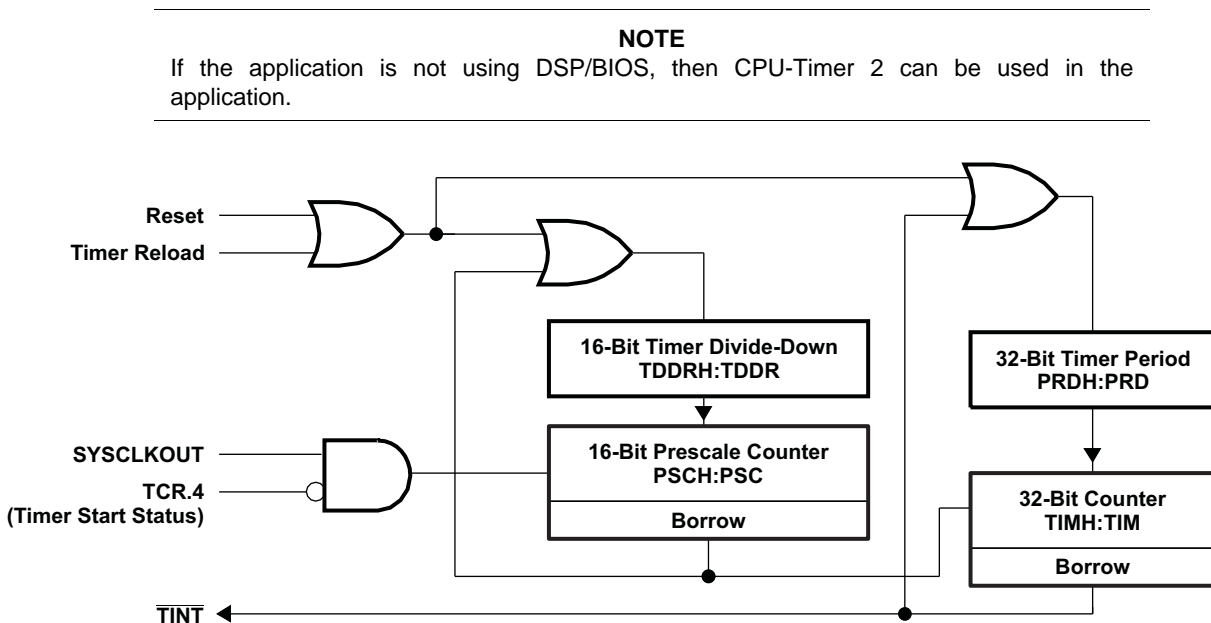 NOTE
If the application is not using DSP/BIOS, then CPU-Timer 2 can be used in the
application.
Reset
Timer Reload
16-Bit Timer Divide-Down
TDDRH:TDDR
32-Bit Timer Period
PRDH:PRD
SYSCLKOUT
TCR.4
(Timer Start Status)
16-Bit Prescale Counter
PSCH:PSC
Borrow
32-Bit Counter
TIMH:TIM
Borrow
TINT